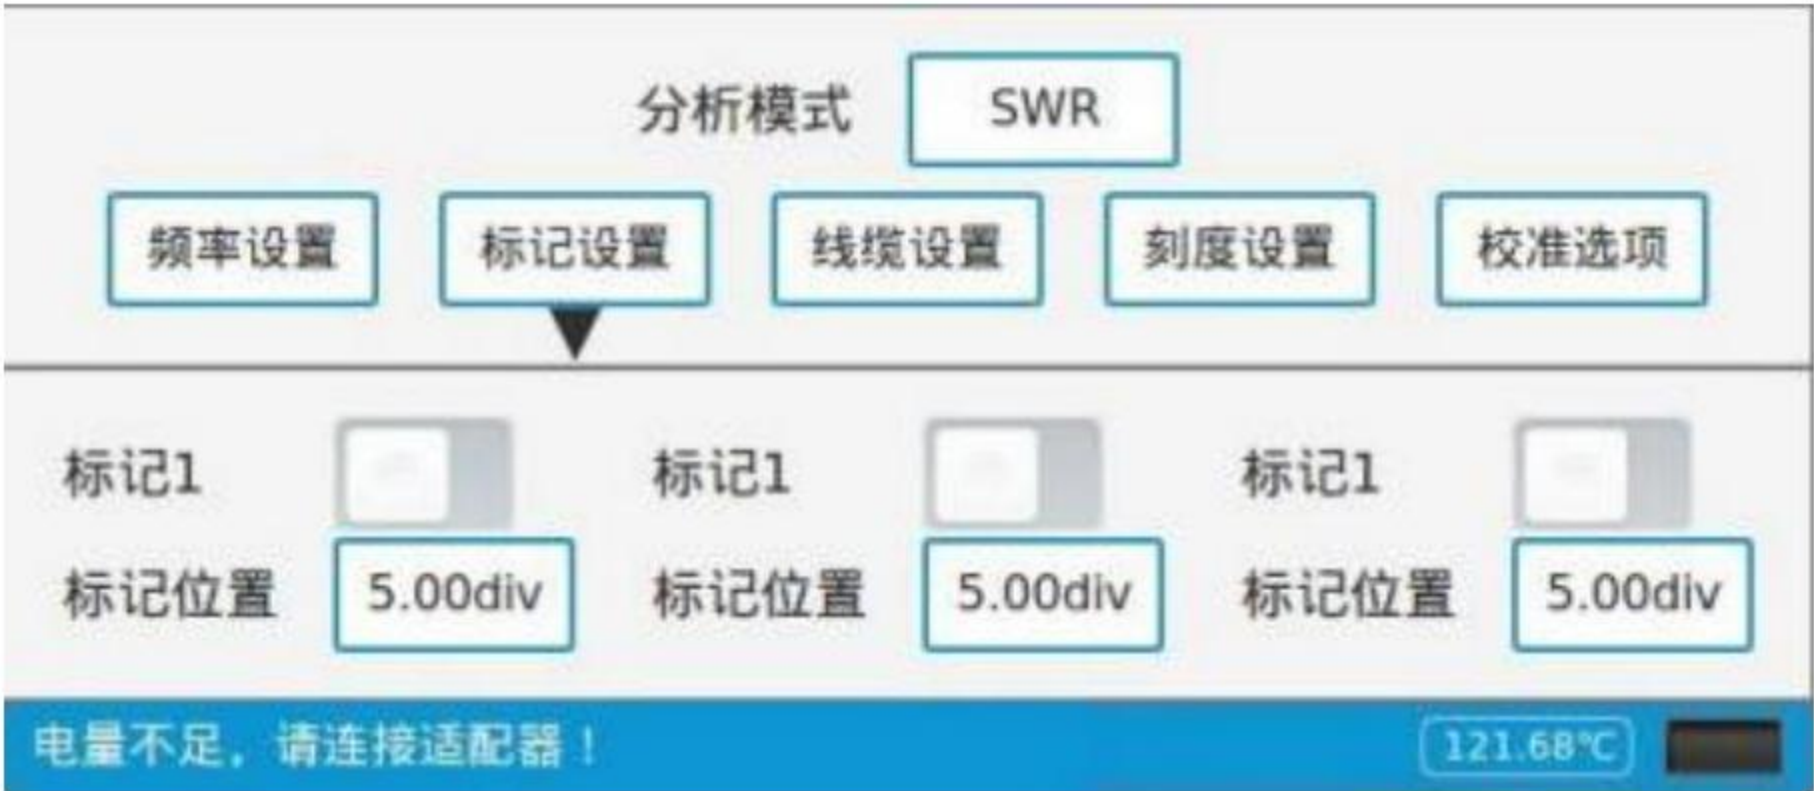 分析模式 SWR
频率设置 标记设置 线缆设置 刻度设置 校准选项
标记1 标记1 标记1
标记位置 5.00div 标记位置 5.00div 标记位置 5.00div
电量不足，请连接适配器！ 121.68℃